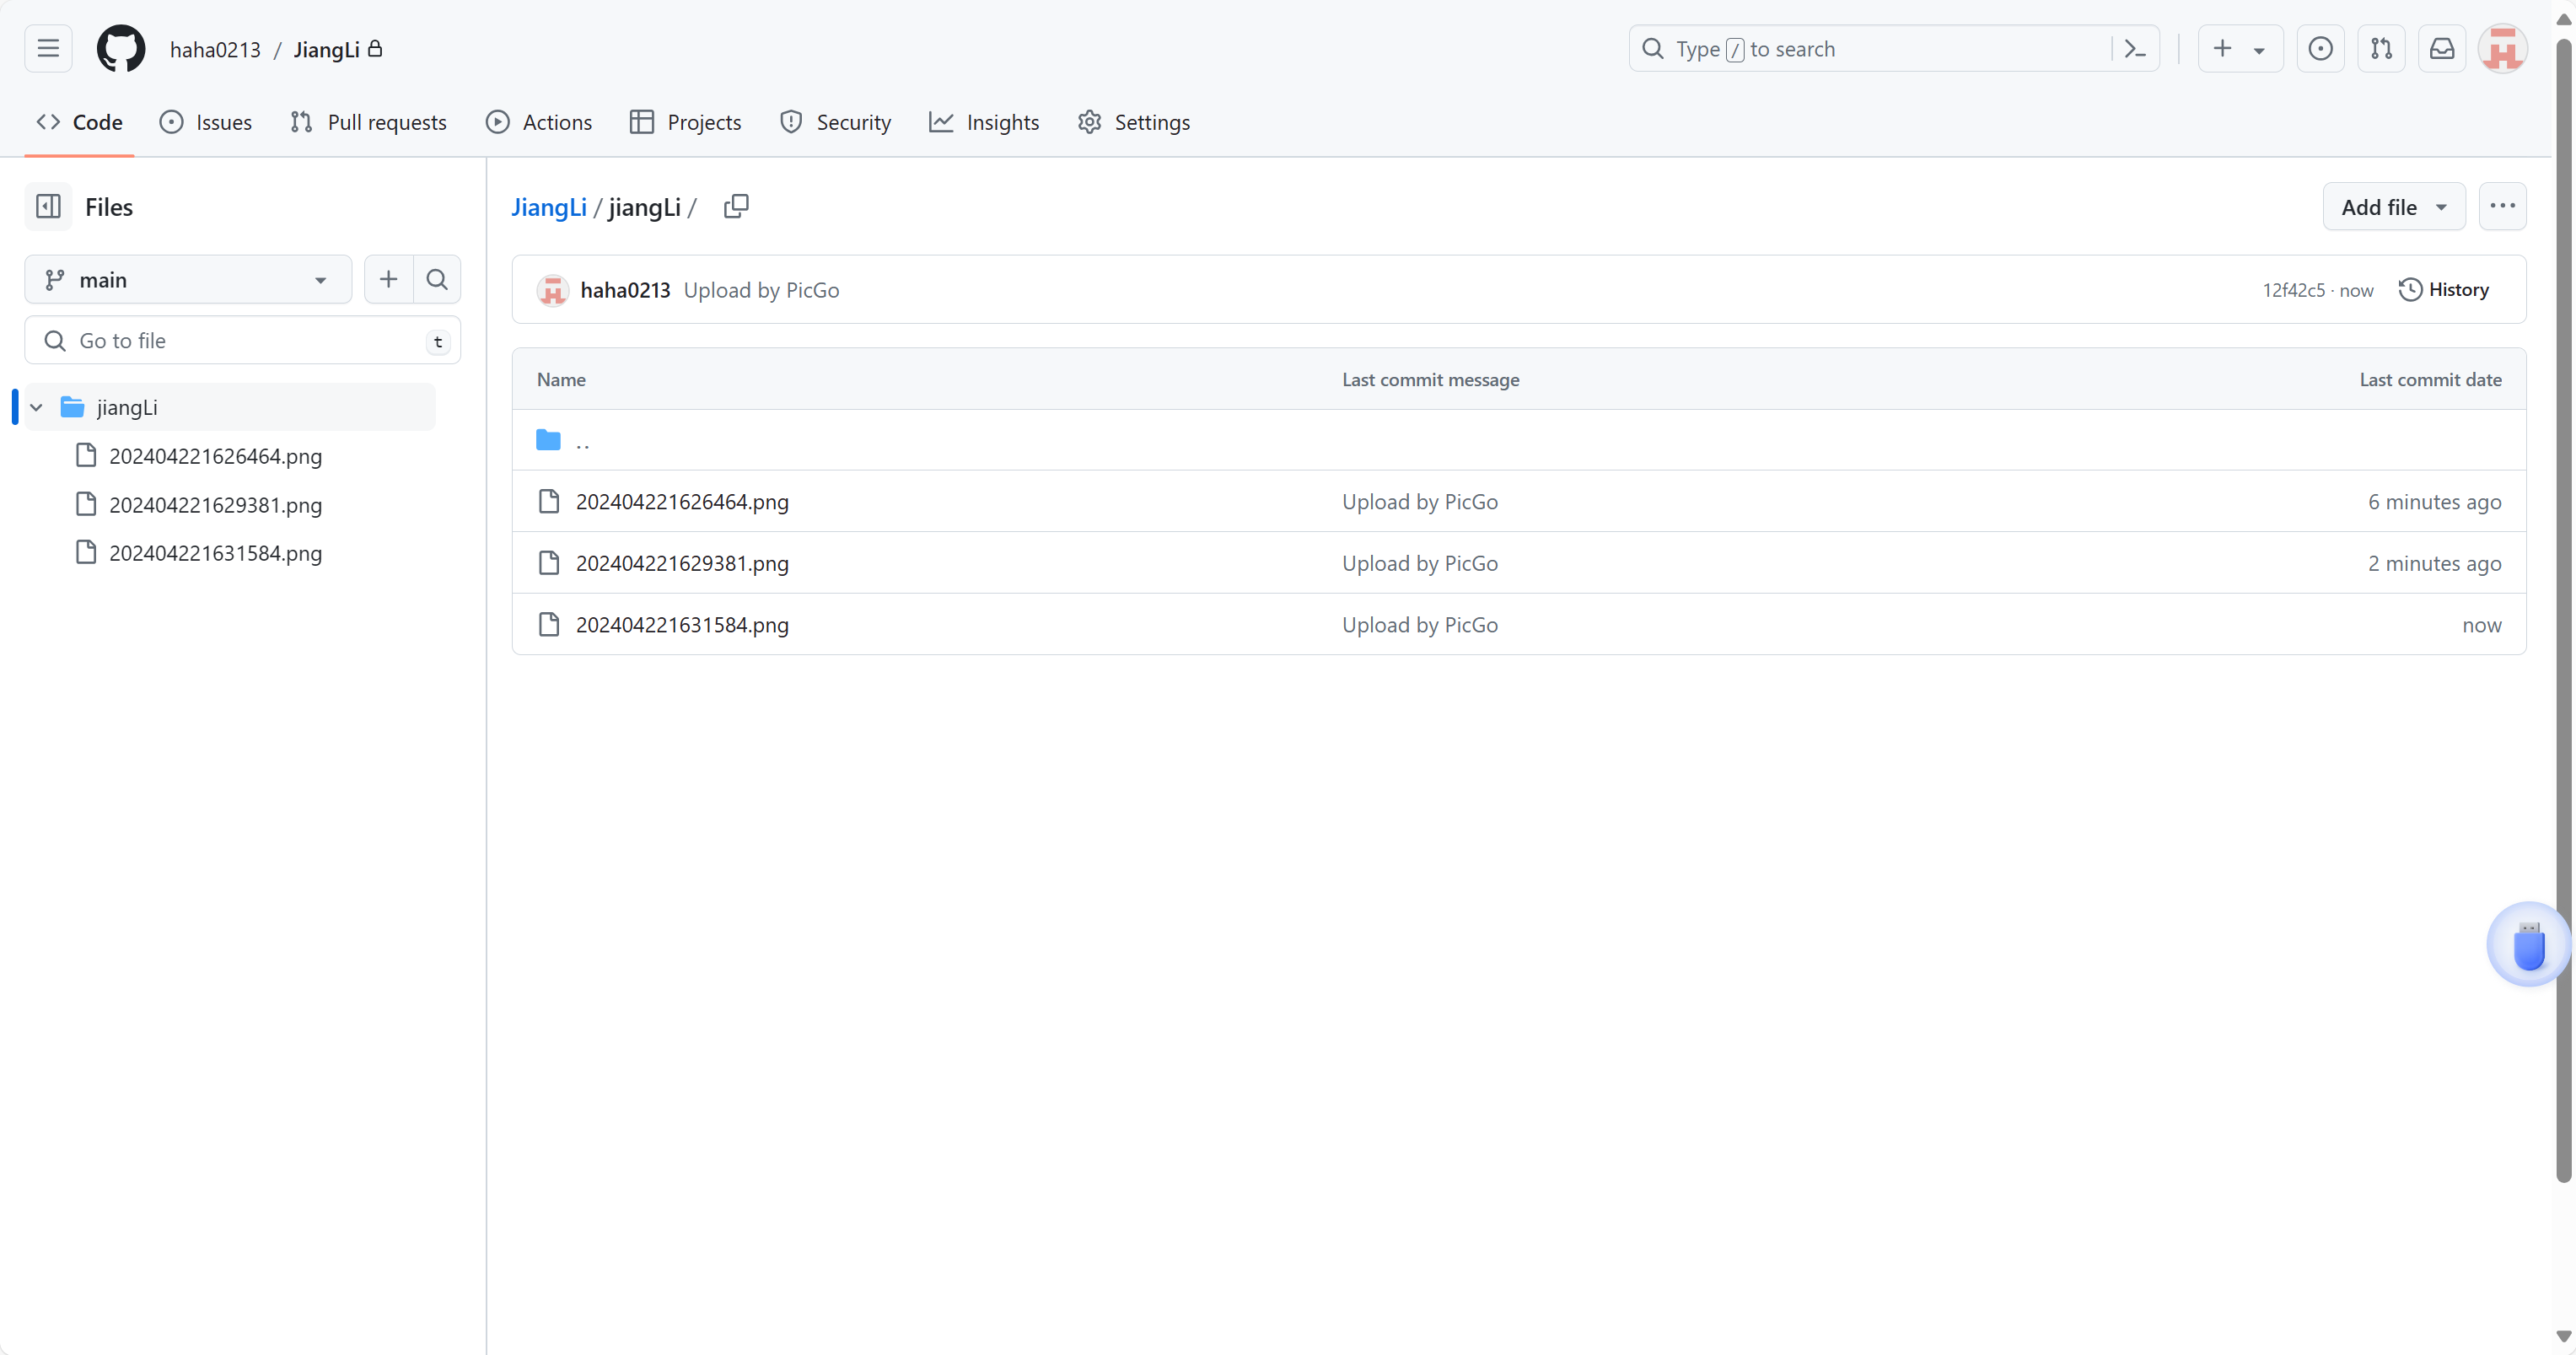 haha0213 / JiangLi
Type / to search
Code
Issues
Pull requests
Actions
Projects
Security
Insights
Settings
Files
main
Go to file
t
jiangLi
202404221626464.png
202404221629381.png
202404221631584.png
JiangLi / jiangLi /
Add file
haha0213 Upload by PicGo
12f42c5 · now
History
Name Last commit message Last commit date
..
202404221626464.png Upload by PicGo 6 minutes ago
202404221629381.png Upload by PicGo 2 minutes ago
202404221631584.png Upload by PicGo now